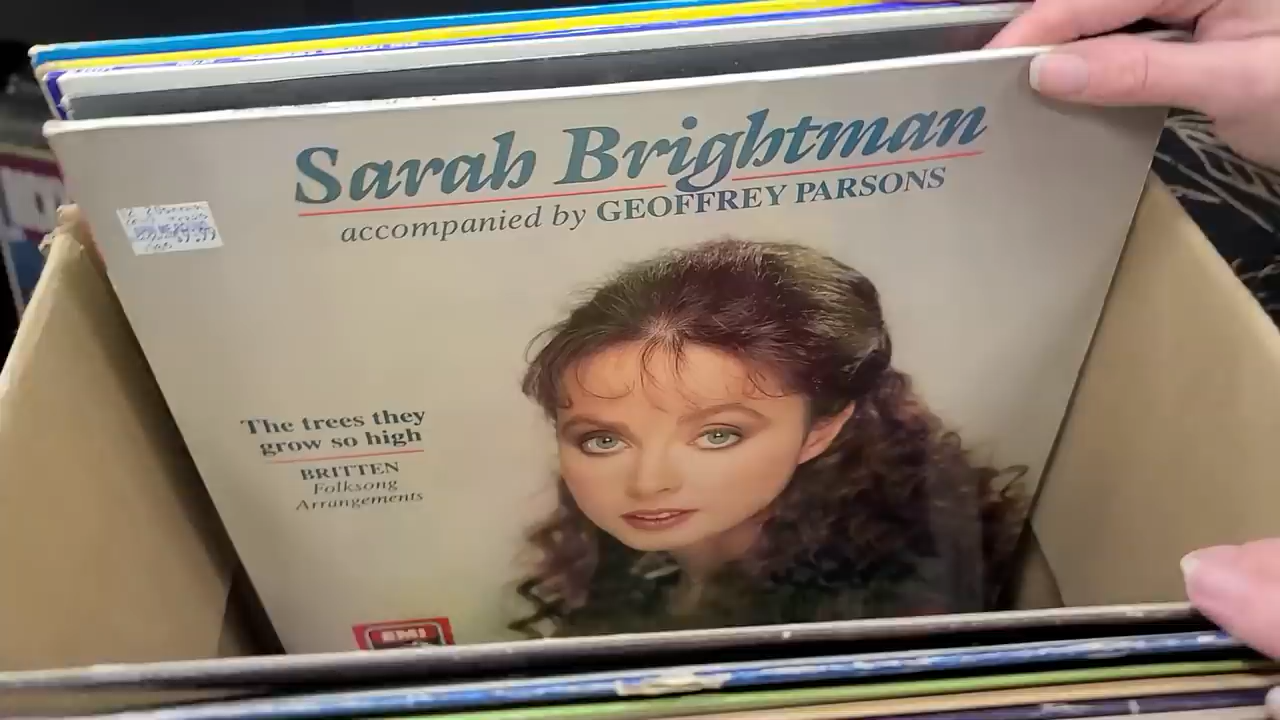 Sarah Brightman
accompanied by GEOFFREY PARSONS
The trees they
grow so high
BRITTEN
Folksong
Arrangements
EMI